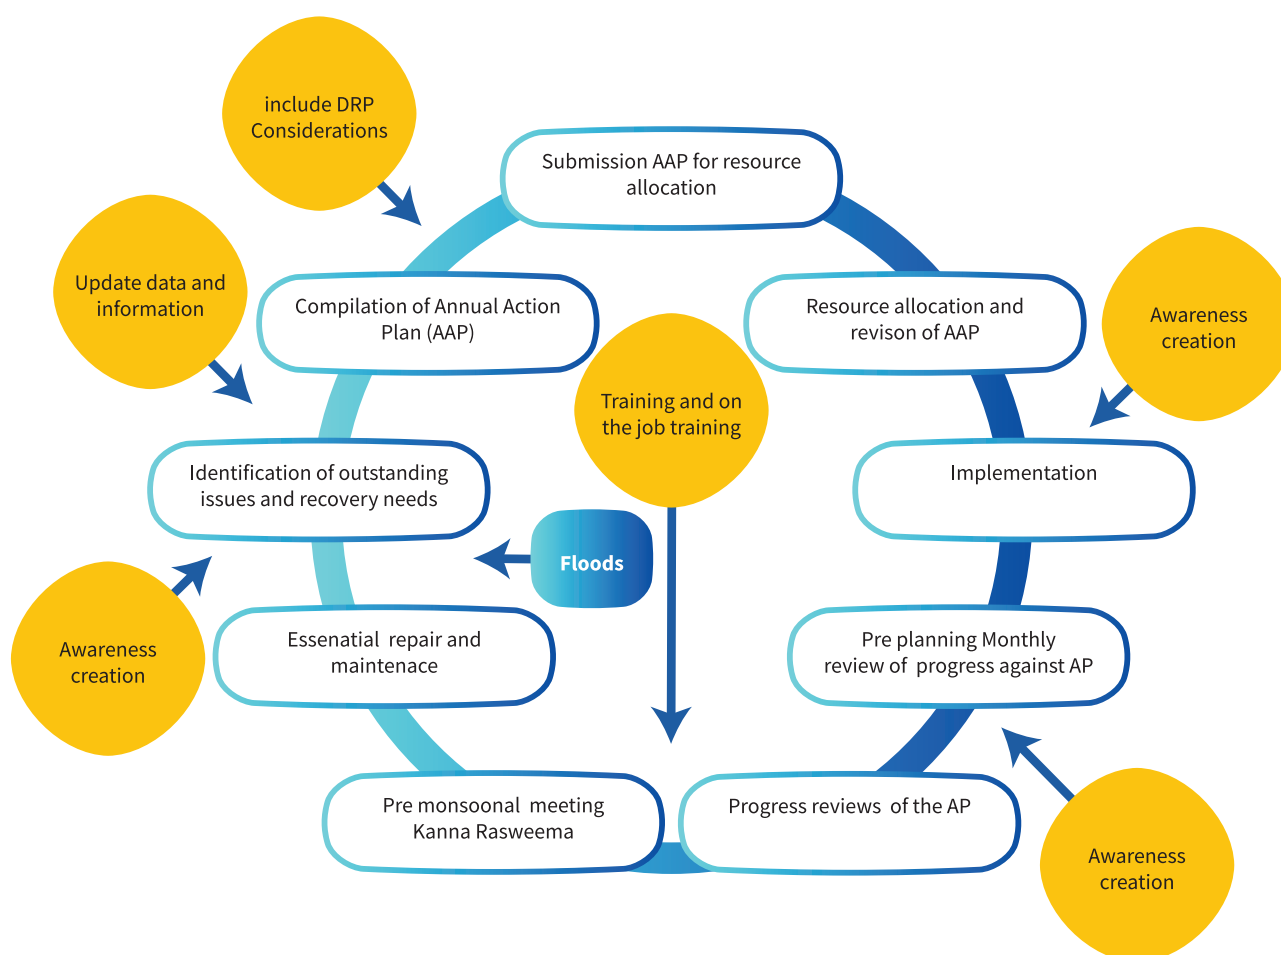 include DRP
Considerations
Submission AAP for resource
allocation
Update data and
information
Compilation of Annual Action
Plan (AAP)
Resource allocation and
revison of AAP
Awareness
creation
Training and on
the job training
Identification of outstanding
issues and recovery needs
Implementation
Floods
Awareness
creation
Essenatial repair and
maintenace
Pre planning Monthly
review of progress against AP
Pre monsoonal meeting
Kanna Rasweema
Progress reviews of the AP
Awareness
creation